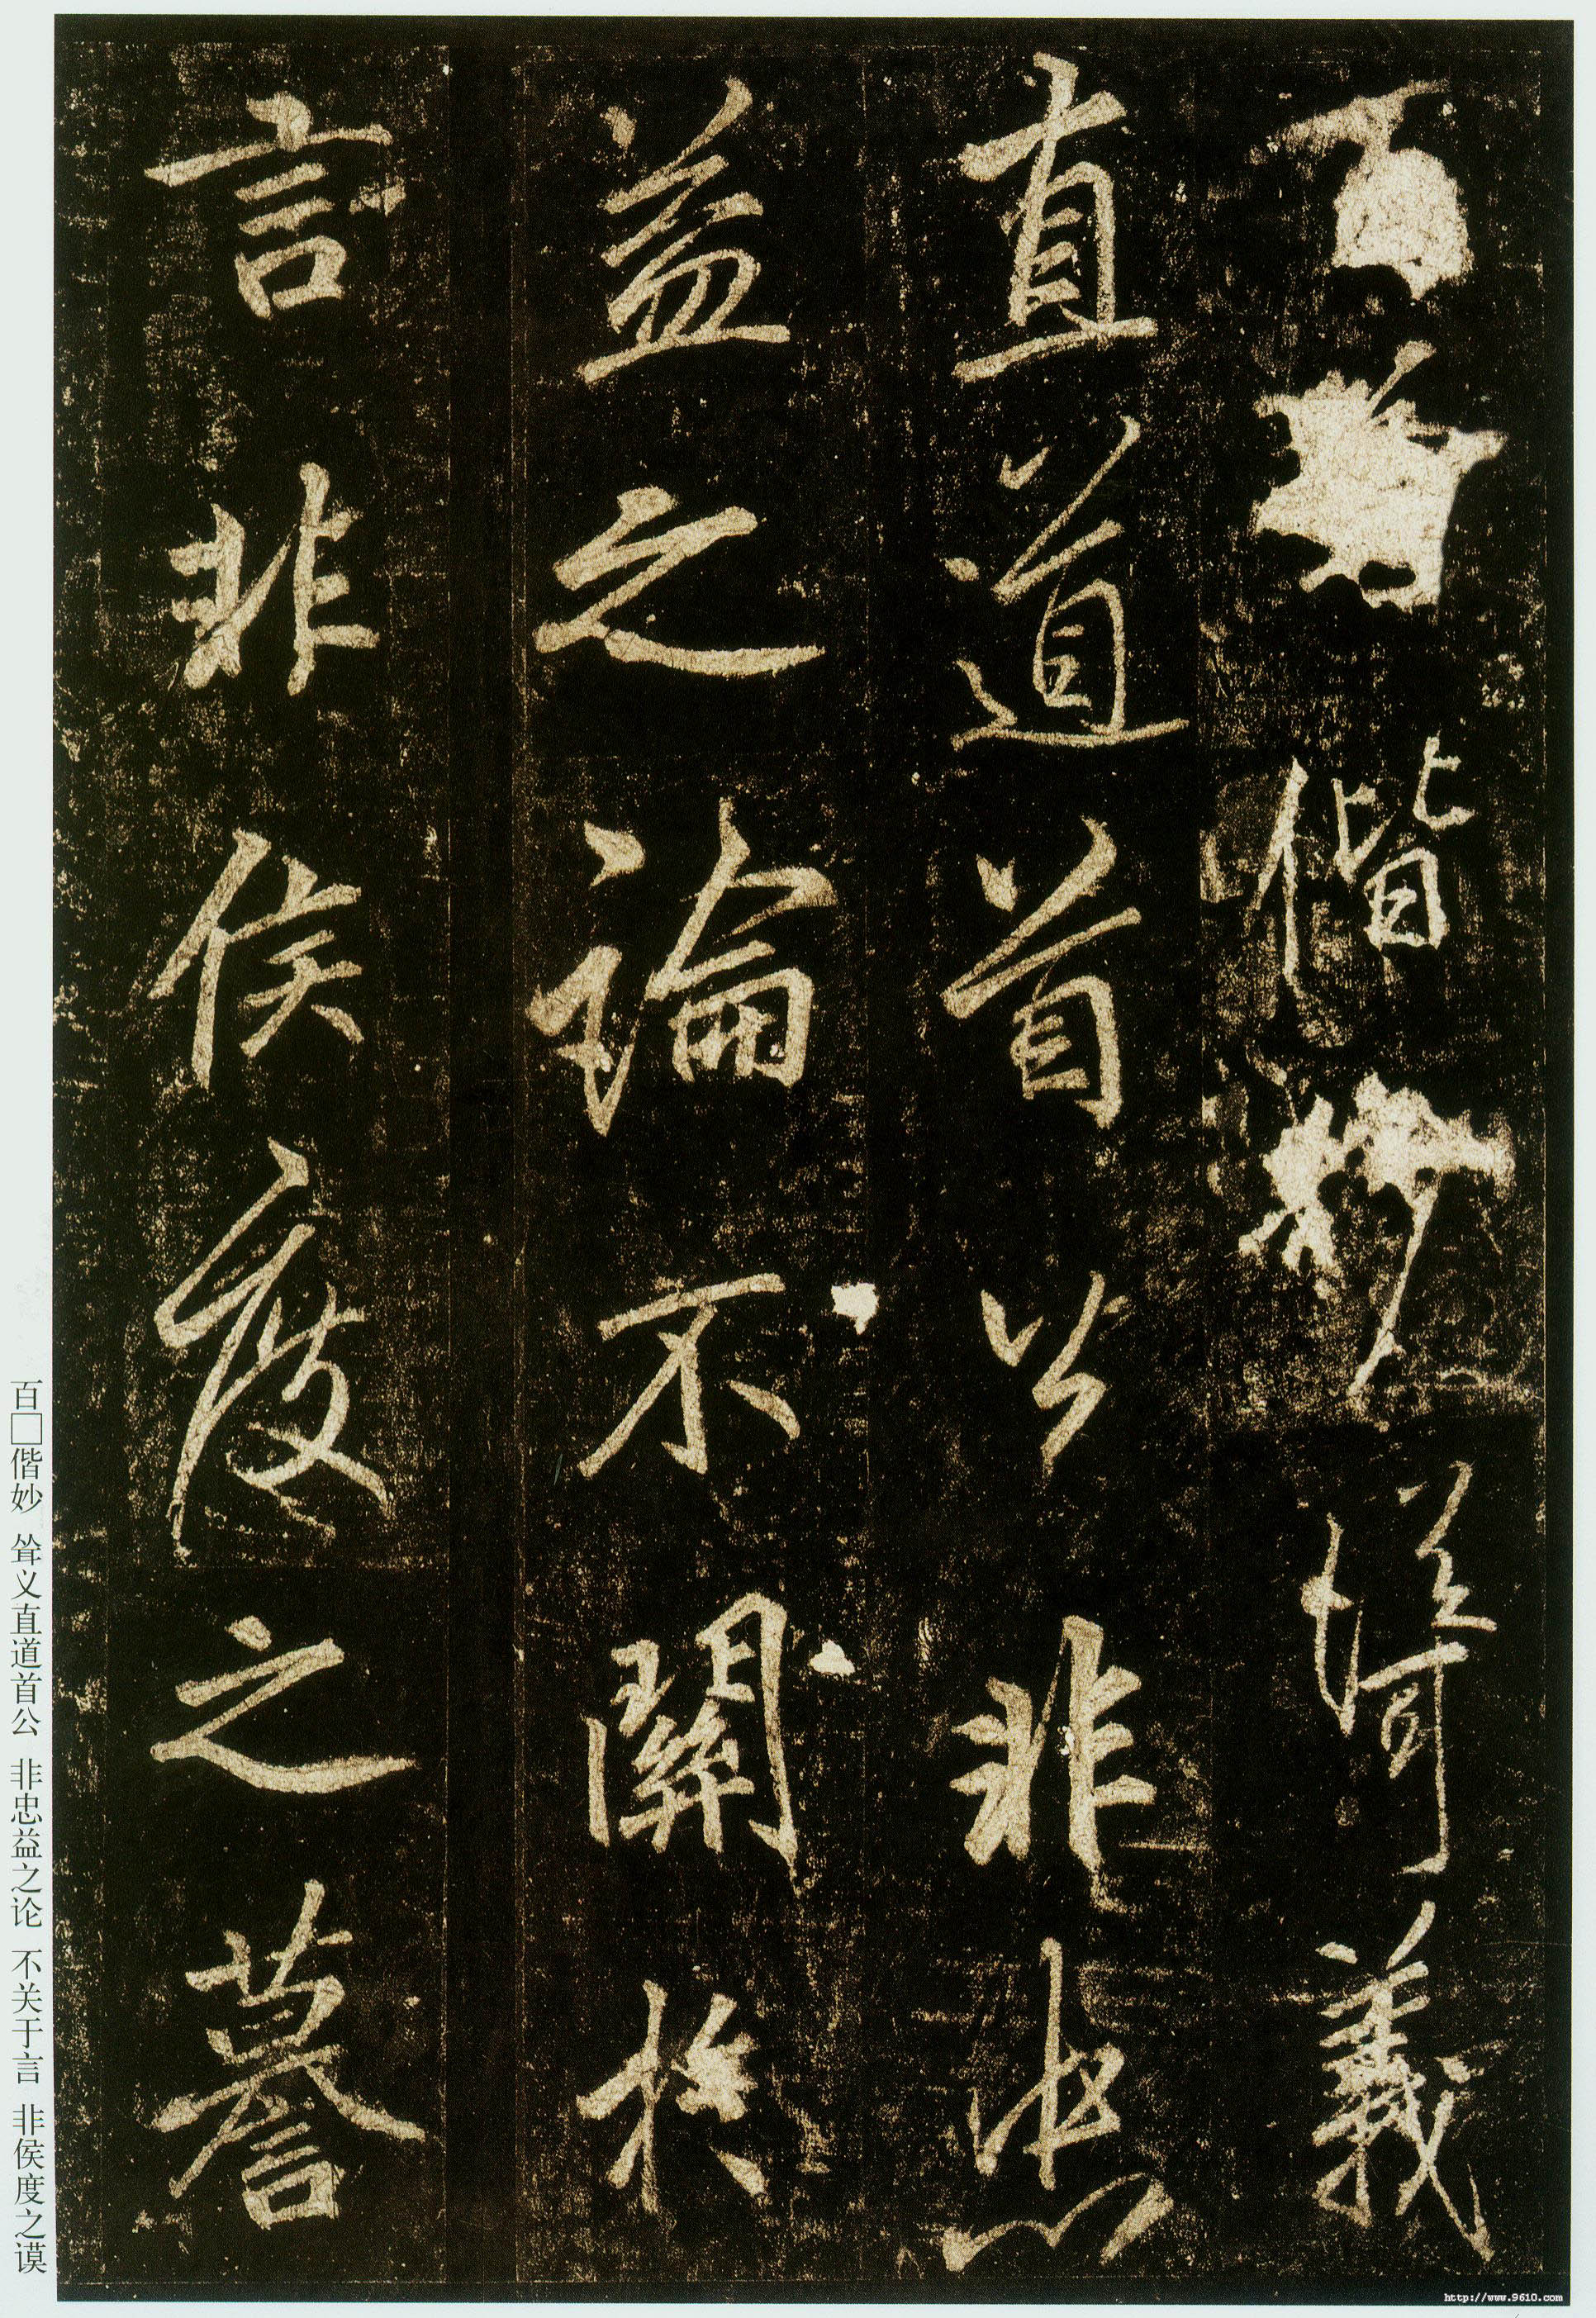 百偕妙義
直道首公非忠
益之論不關於
言非侯度之謩
百□偕妙 耸义直道首公 非忠益之论 不关于言 非侯度之谟
http://www.9610.com